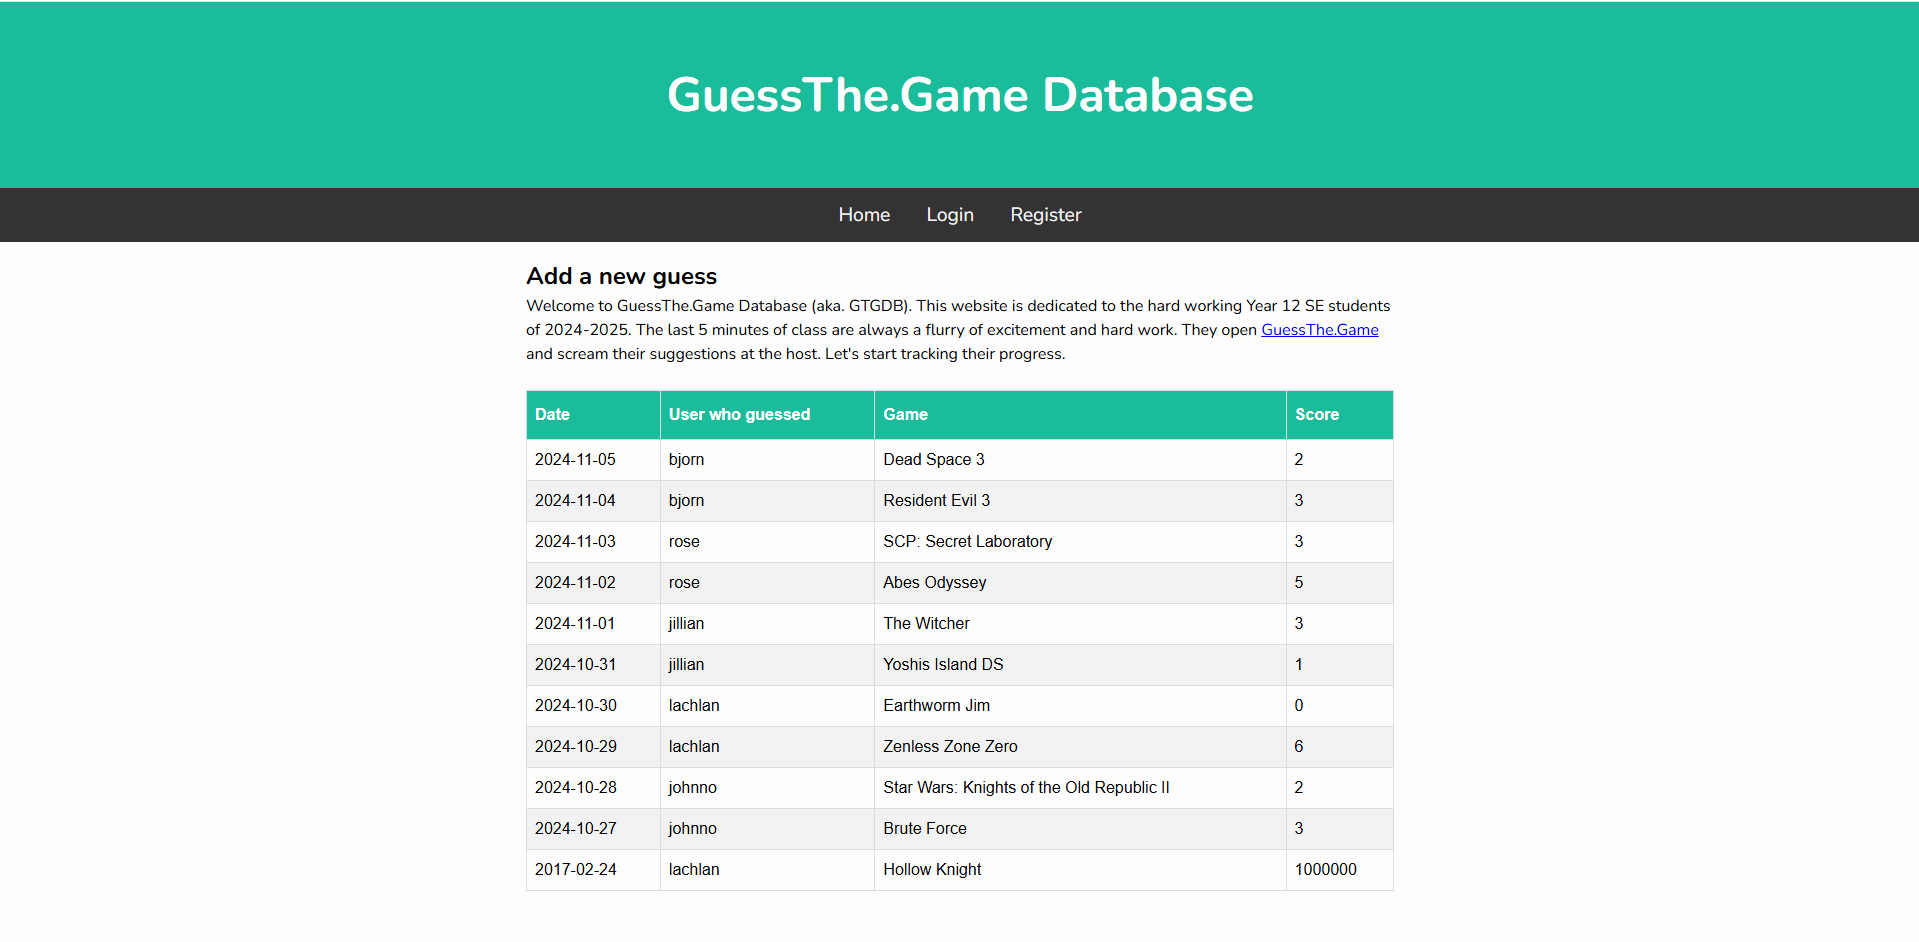 GuessThe.Game Database
Home Login Register
Add a new guess
Welcome to GuessThe.Game Database (aka. GTGDB). This website is dedicated to the hard working Year 12 SE students
of 2024-2025. The last 5 minutes of class are always a flurry of excitement and hard work. They open GuessThe.Game
and scream their suggestions at the host. Let's start tracking their progress.
Date User who guessed Game Score
2024-11-05 bjorn Dead Space 3 2
2024-11-04 bjorn Resident Evil 3 3
2024-11-03 rose SCP: Secret Laboratory 3
2024-11-02 rose Abes Odyssey 5
2024-11-01 jillian The Witcher 3
2024-10-31 jillian Yoshis Island DS 1
2024-10-30 lachlan Earthworm Jim 0
2024-10-29 lachlan Zenless Zone Zero 6
2024-10-28 johnno Star Wars: Knights of the Old Republic II 2
2024-10-27 johnno Brute Force 3
2017-02-24 lachlan Hollow Knight 1000000